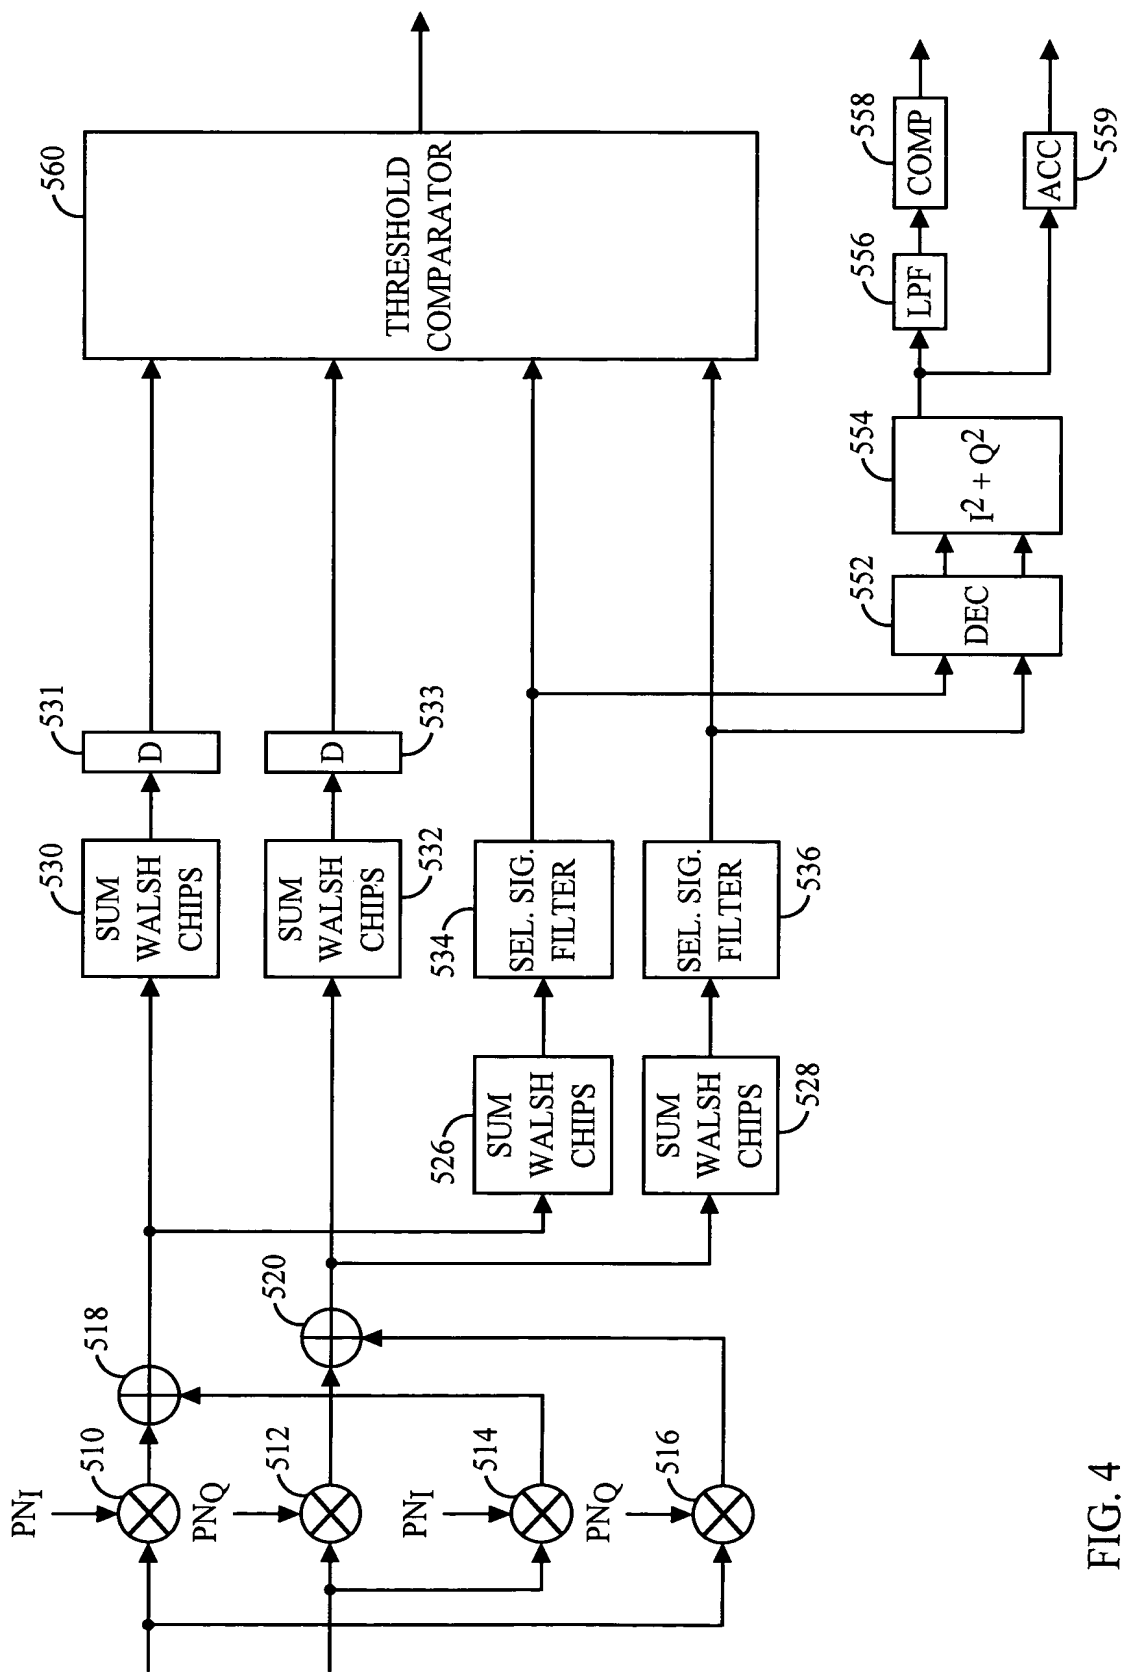 PNI
510
518
PNQ
512
520
PNI
514
PNQ
516
530
SUM
WALSH
CHIPS
531
D
SUM
WALSH
CHIPS
532
D
533
526
SUM
WALSH
CHIPS
534
SEL. SIG.
FILTER
SUM
WALSH
CHIPS
528
SEL. SIG.
FILTER
536
560
THRESHOLD
COMPARATOR
552
DEC
554
I² + Q²
556
LPF
558
COMP
ACC
559
FIG. 4